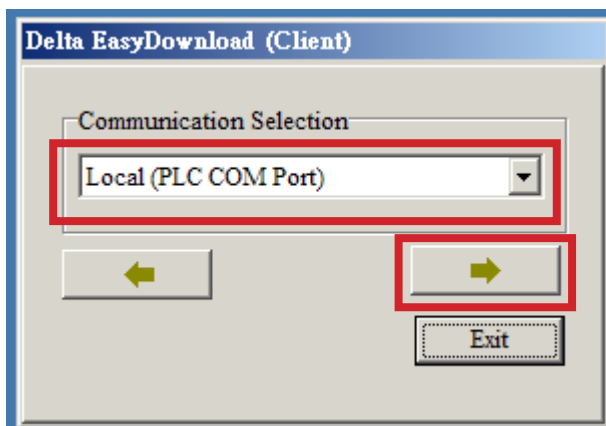 Delta EasyDownload (Client)
Communication Selection
Local (PLC COM Port)
Exit